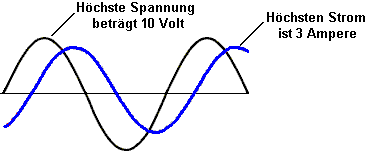 Höchste Spannung
beträgt 10 Volt
Höchsten Strom
ist 3 Ampere